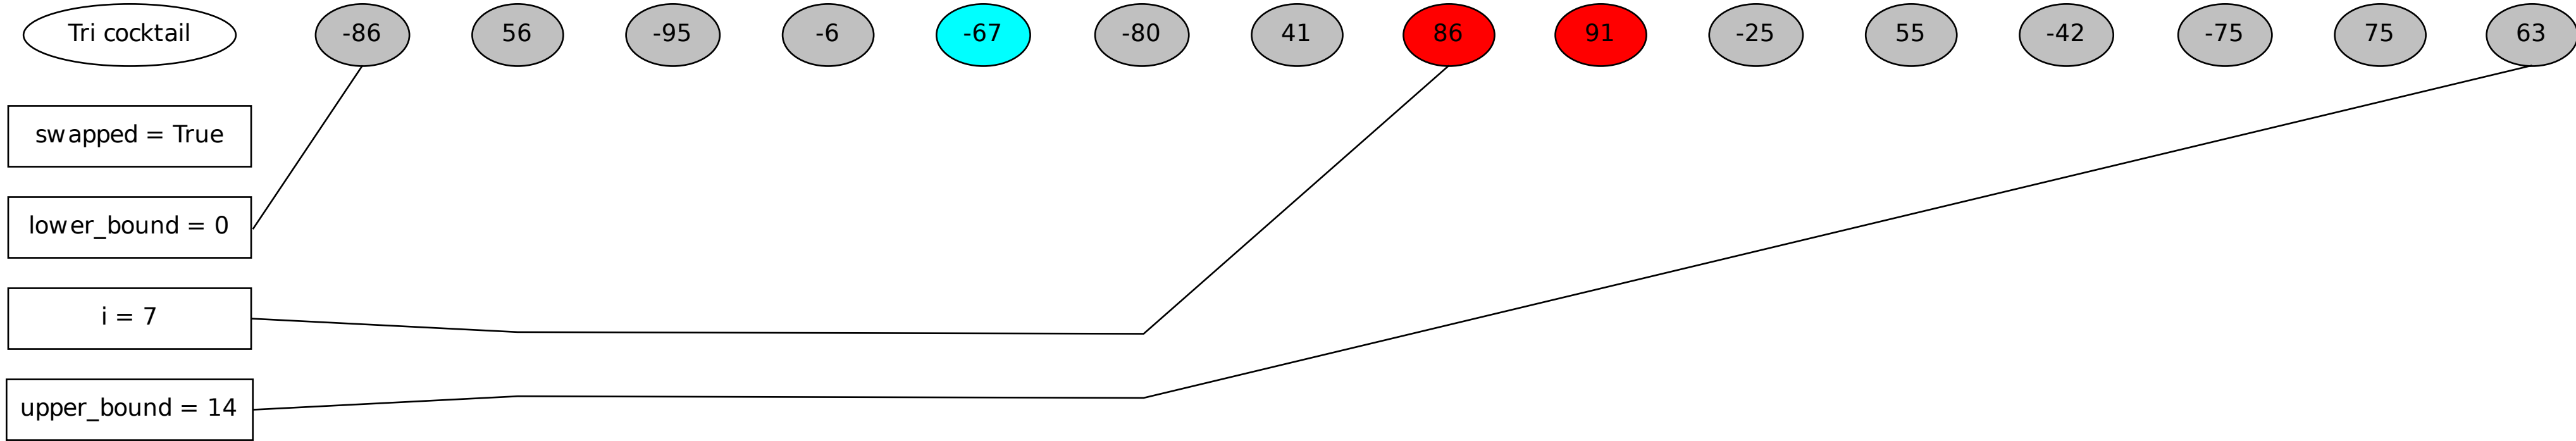 Tri cocktail -86 56 -95 -6 -67 -80 41 86 91 -25 55 -42 -75 75 63
swapped = True
lower_bound = 0
i = 7
upper_bound = 14